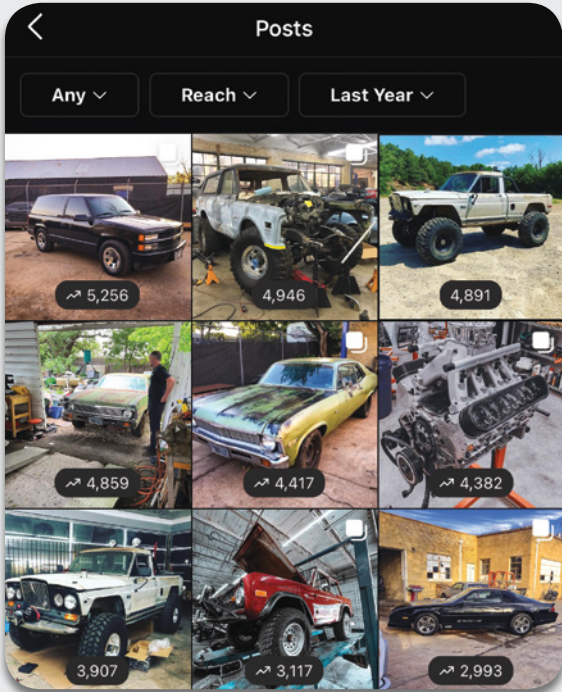 Posts
Any
Reach
Last Year
5,256
4,946
4,891
4,859
4,417
4,382
3,907
3,117
2,993